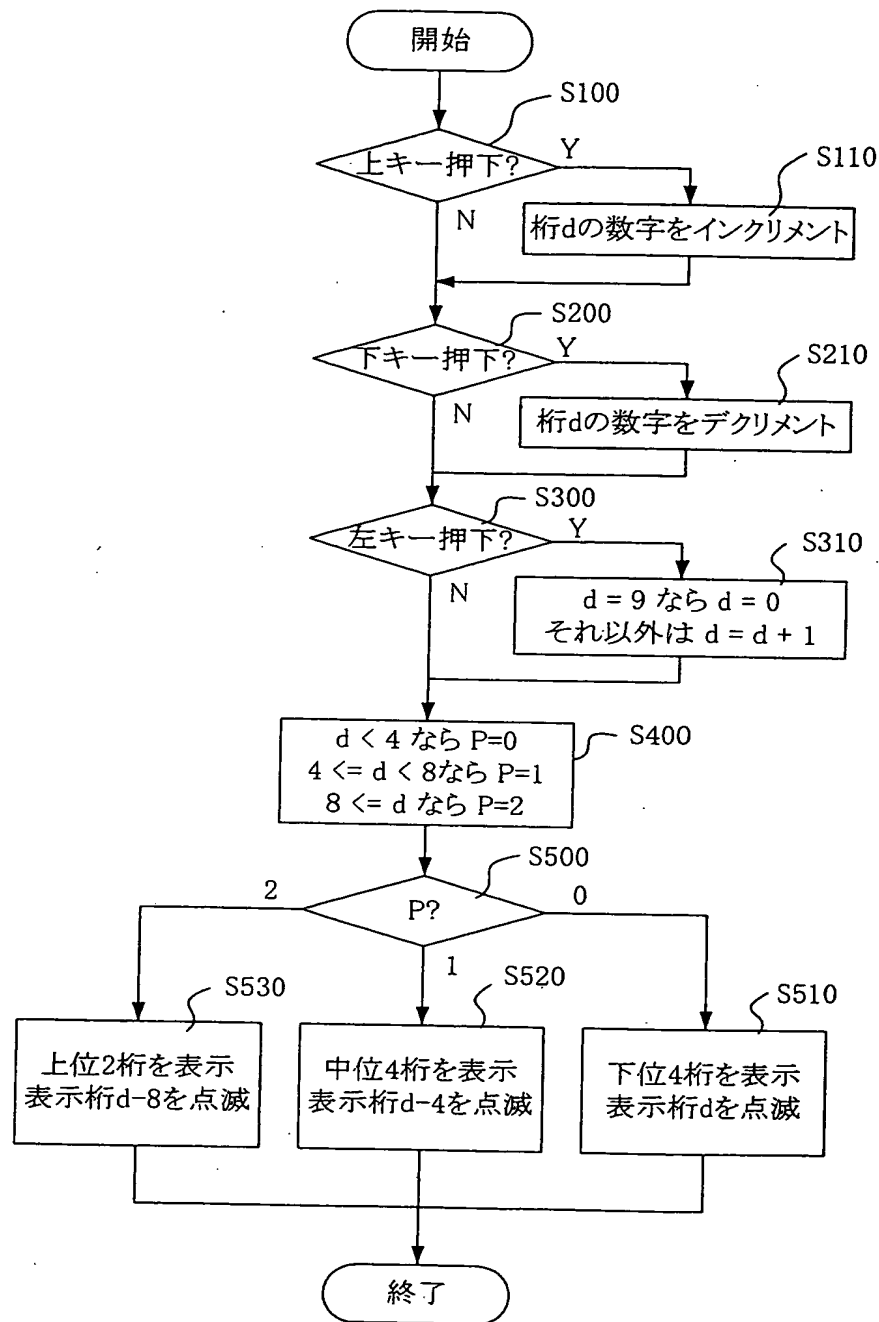 開始
S100
上キー押下?
Y
N
S110
桁dの数字をインクリメント
S200
下キー押下?
Y
N
S210
桁dの数字をデクリメント
S300
左キー押下?
Y
N
S310
d = 9 なら d = 0
それ以外は d = d + 1
S400
d < 4 なら P=0
4 <= d < 8なら P=1
8 <= d なら P=2
S500
P?
2
1
0
S530
上位2桁を表示
表示桁d-8を点滅
S520
中位4桁を表示
表示桁d-4を点滅
S510
下位4桁を表示
表示桁dを点滅
終了